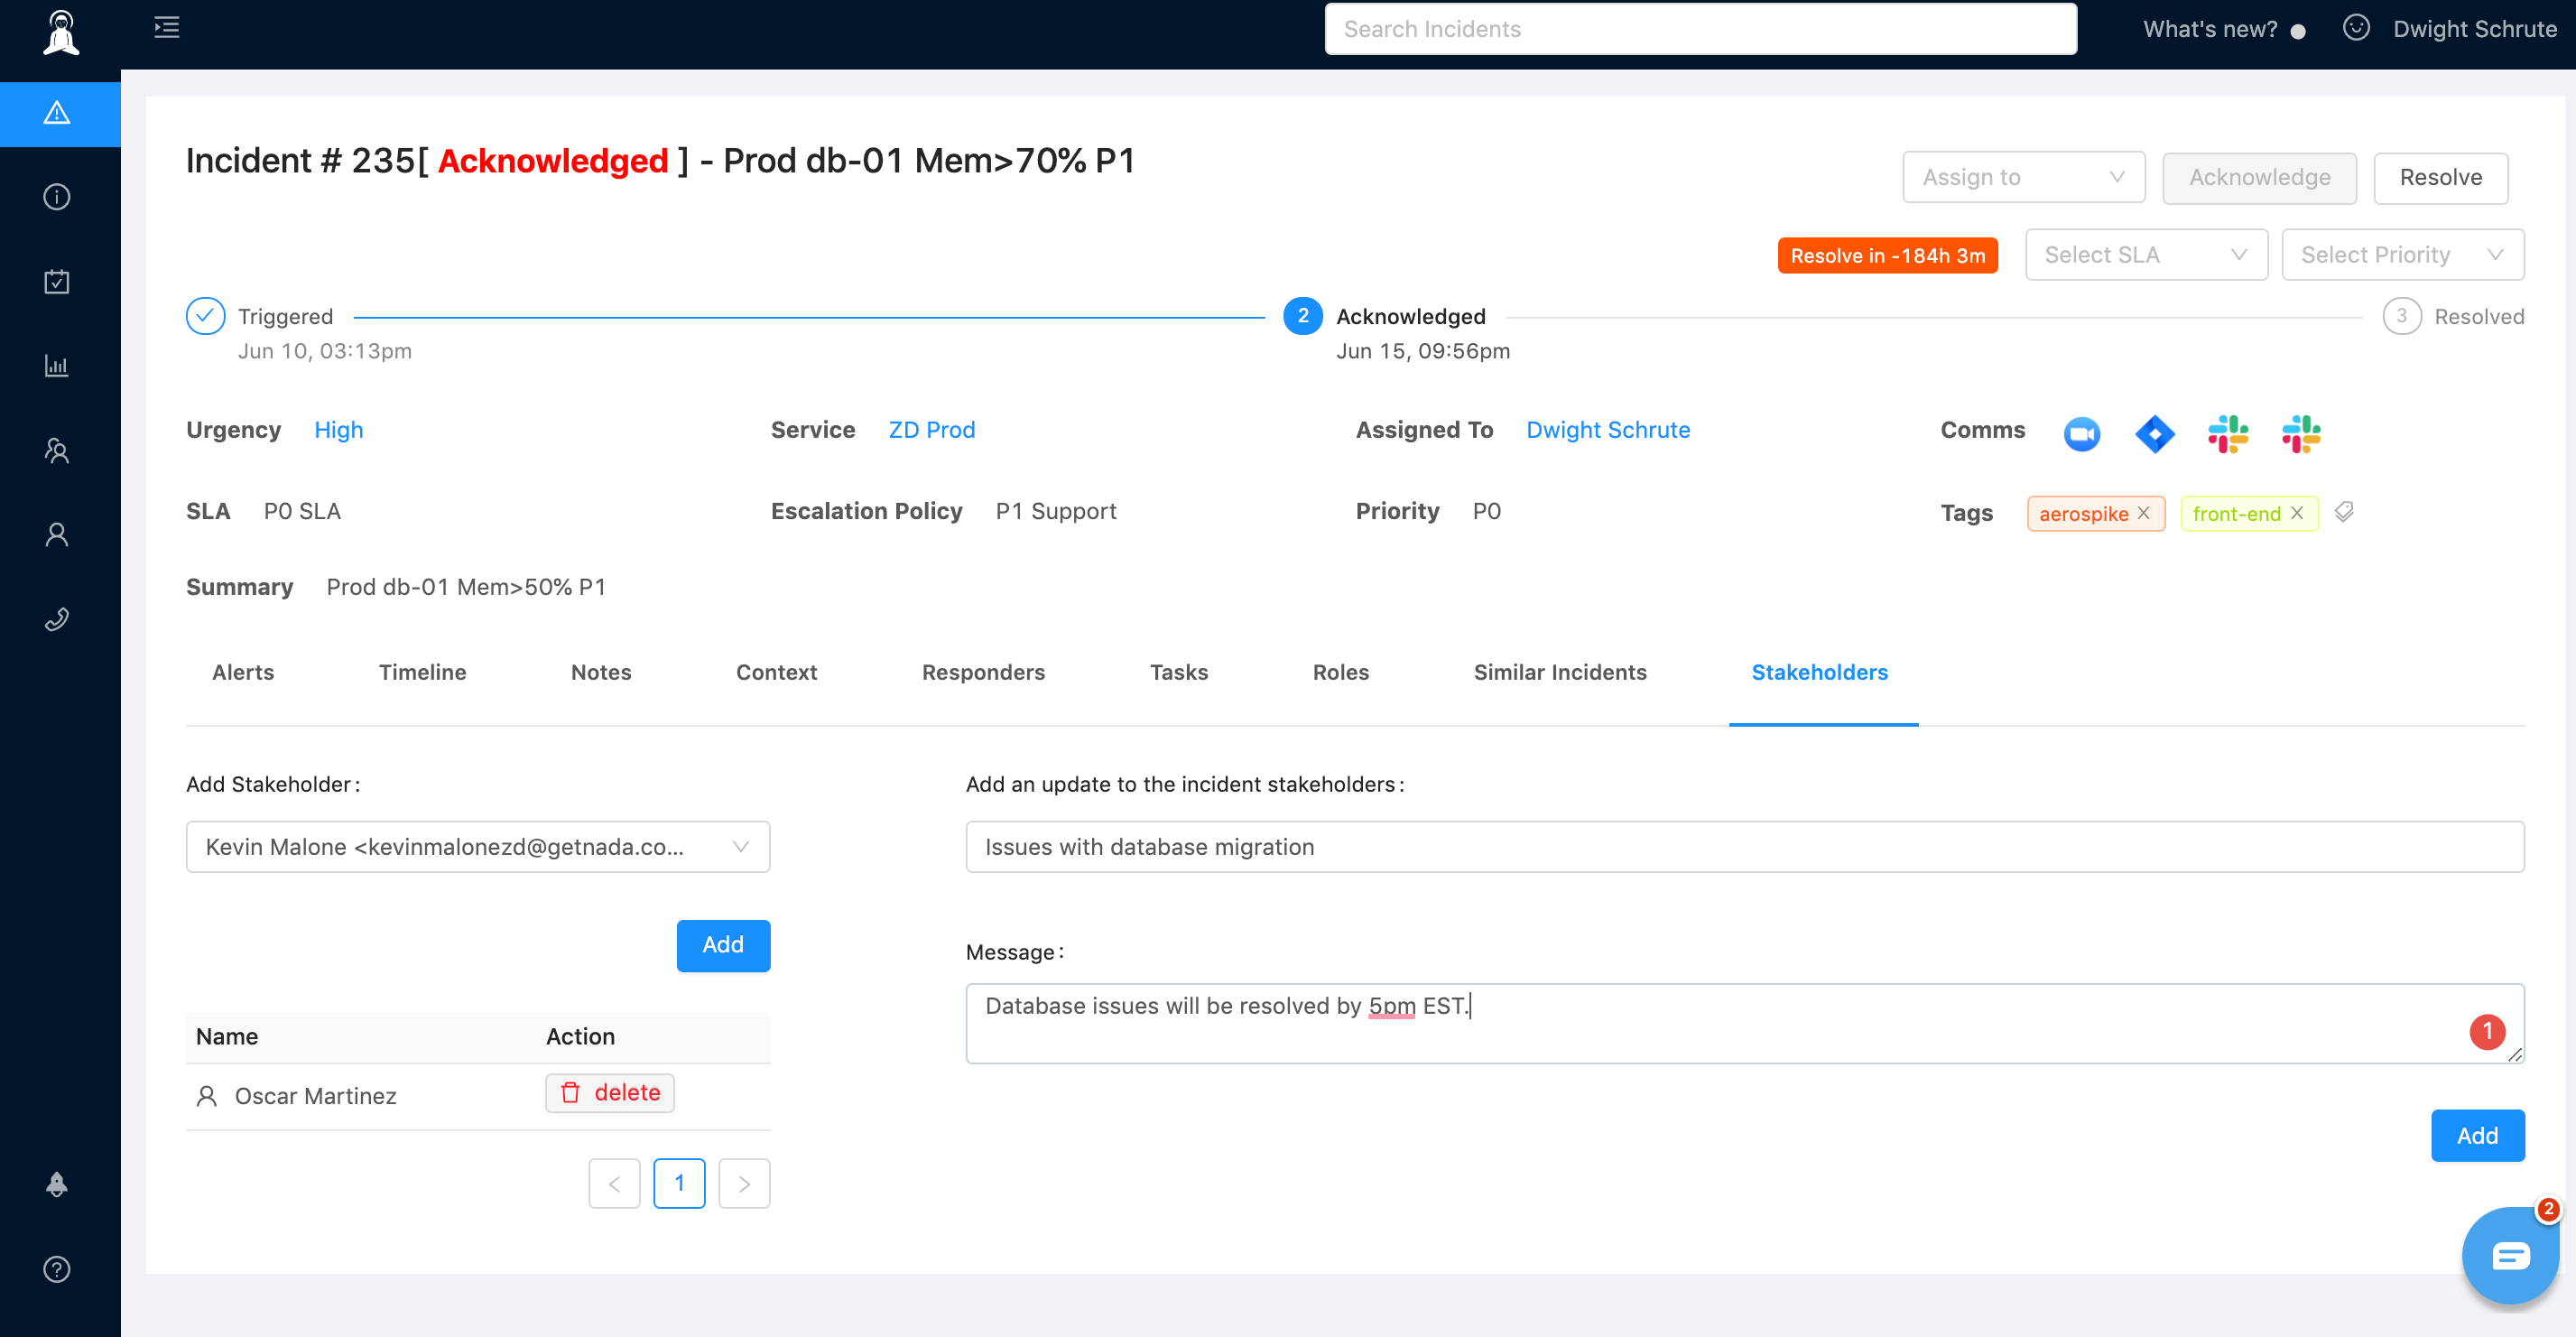 Search Incidents
What's new?
Dwight Schrute
Incident # 235[ Acknowledged ] - Prod db-01 Mem>70% P1
Assign to
Acknowledge
Resolve
Resolve in -184h 3m
Select SLA
Select Priority
Triggered
Jun 10, 03:13pm
2
Acknowledged
Jun 15, 09:56pm
3
Resolved
Urgency High
Service ZD Prod
Assigned To Dwight Schrute
Comms
SLA P0 SLA
Escalation Policy P1 Support
Priority P0
Tags aerospike front-end
Summary Prod db-01 Mem>50% P1
Alerts Timeline Notes Context Responders Tasks Roles Similar Incidents Stakeholders
Add Stakeholder:
Kevin Malone <kevinmalonezd@getnada.co...
Add
Name Action
Oscar Martinez delete
< 1 >
Add an update to the incident stakeholders:
Issues with database migration
Message:
Database issues will be resolved by 5pm EST.
1
Add
2